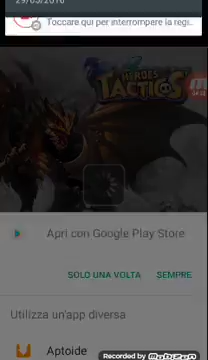 29/05/2016
Toccare qui per interrompere la regi..
HEROES
TACTICS
Apri con Google Play Store
SOLO UNA VOLTA
SEMPRE
Utilizza un'app diversa
Aptoide
Recorded by Mobizen